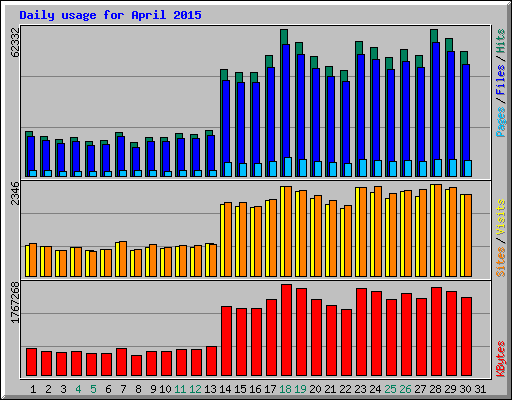 Daily usage for April 2015
62332
Pages / Files / Hits
2346
Sites / Visits
1767268
KBytes
1 2 3 4 5 6 7 8 9 10 11 12 13 14 15 16 17 18 19 20 21 22 23 24 25 26 27 28 29 30 31